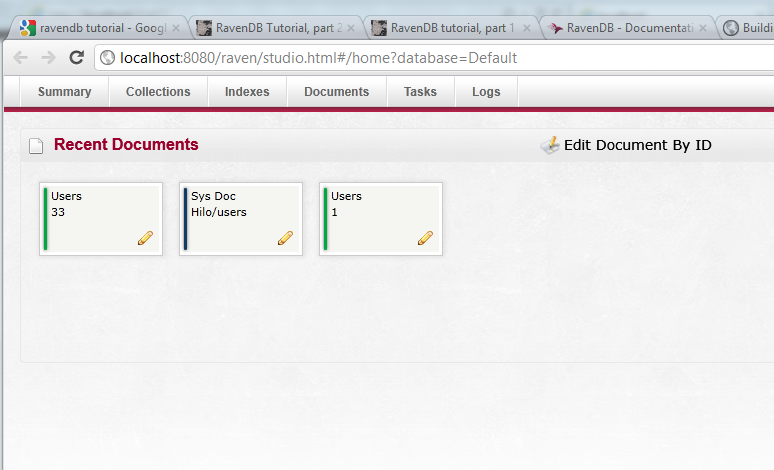 ravendb tutorial - Googl
RavenDB Tutorial, part 2
RavenDB tutorial, part 1
RavenDB - Documentati
Buildi
localhost:8080/raven/studio.html#/home?database=Default
Summary Collections Indexes Documents Tasks Logs
Recent Documents
Edit Document By ID
Users
33
Sys Doc
Hilo/users
Users
1